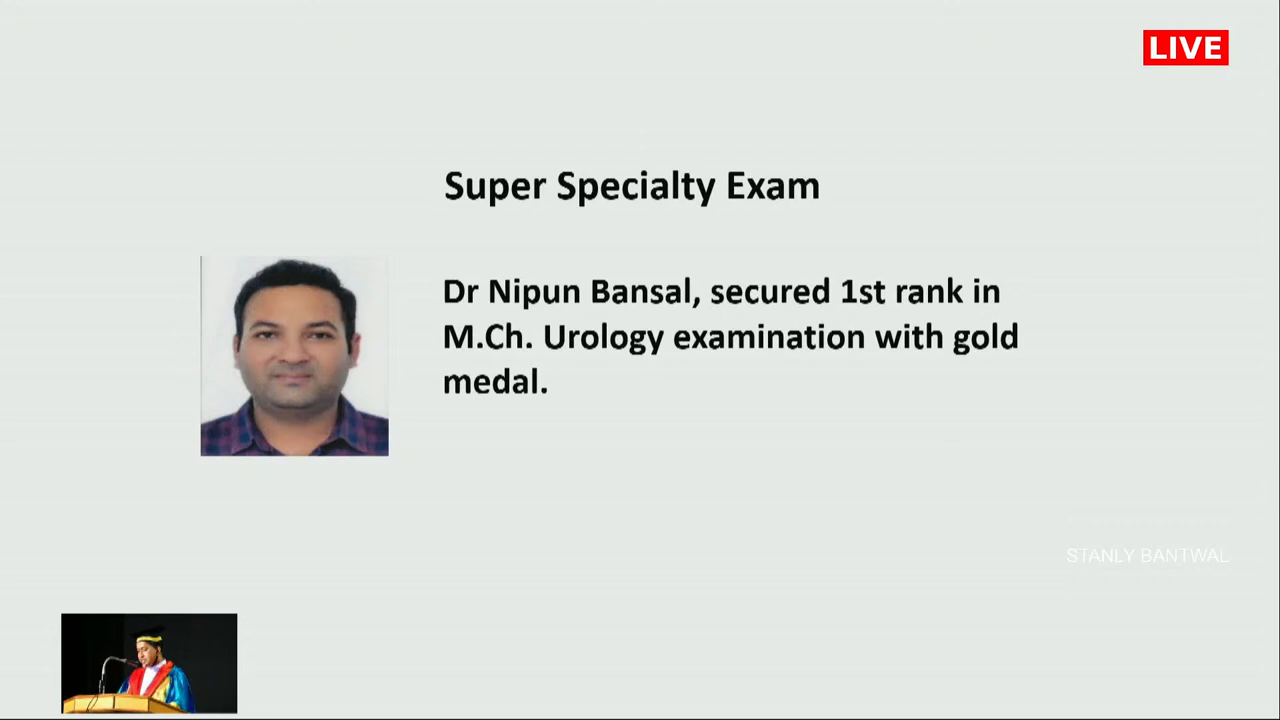 LIVE
Super Specialty Exam
Dr Nipun Bansal, secured 1st rank in
M.Ch. Urology examination with gold
medal.
STANLY BANTWAL